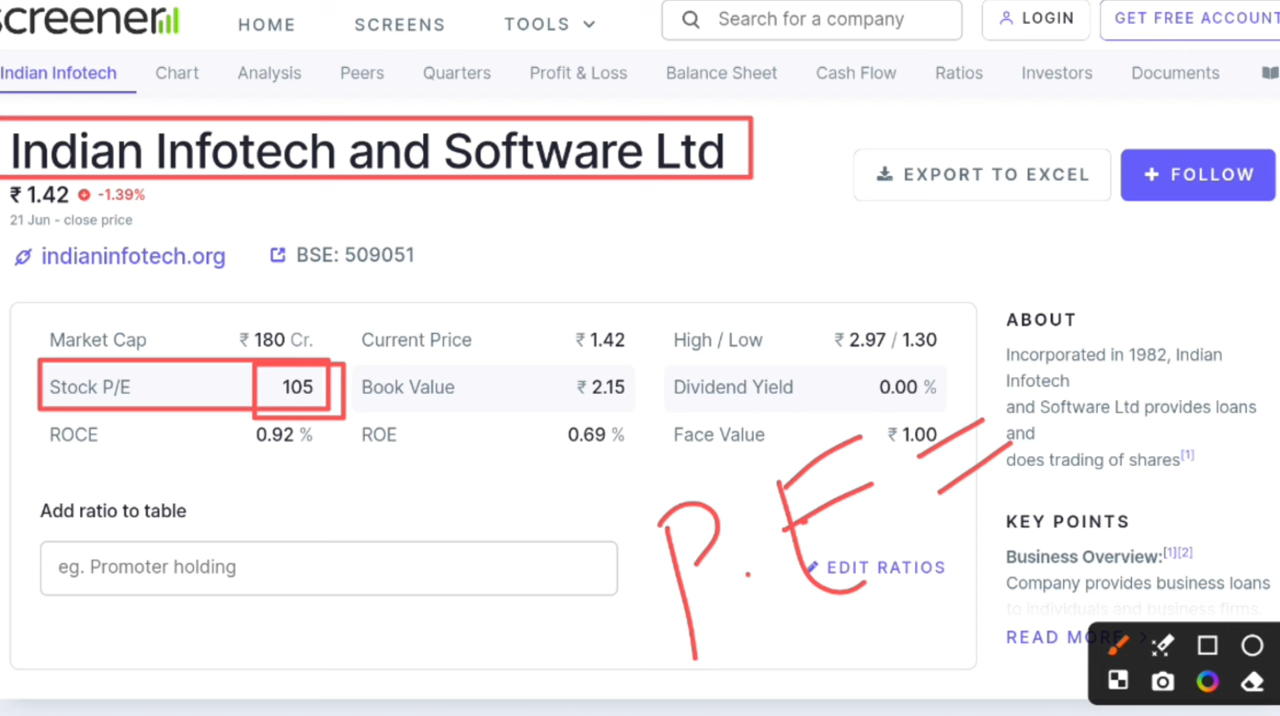 screener
HOME SCREENS TOOLS
Search for a company
LOGIN
GET FREE ACCOUNT
Indian Infotech Chart Analysis Peers Quarters Profit & Loss Balance Sheet Cash Flow Ratios Investors Documents
Indian Infotech and Software Ltd
₹ 1.42 -1.39%
21 Jun - close price
EXPORT TO EXCEL
+ FOLLOW
indianinfotech.org BSE: 509051
Market Cap ₹ 180 Cr. Current Price ₹ 1.42 High / Low ₹ 2.97 / 1.30
Stock P/E 105 Book Value ₹ 2.15 Dividend Yield 0.00 %
ROCE 0.92 % ROE 0.69 % Face Value ₹ 1.00
Add ratio to table
eg. Promoter holding
EDIT RATIOS
P.E =
ABOUT
Incorporated in 1982, Indian
Infotech
and Software Ltd provides loans
and
does trading of shares[1]
KEY POINTS
Business Overview:[1][2]
Company provides business loans
to individuals and business firms.
READ MORE